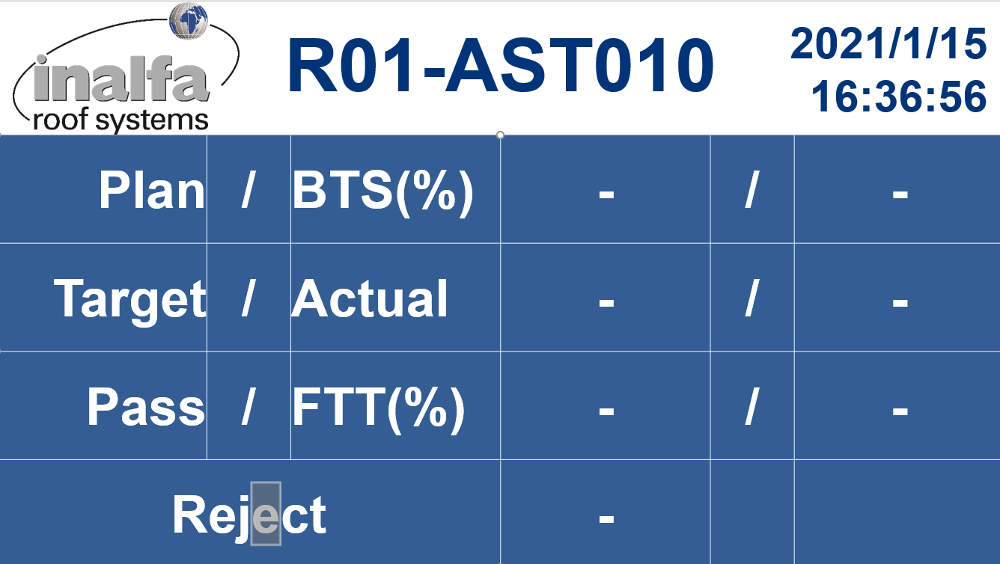 inalfa
roof systems
R01-AST010
2021/1/15
16:36:56
Plan / BTS(%) - / -
Target / Actual - / -
Pass / FTT(%) - / -
Reject -